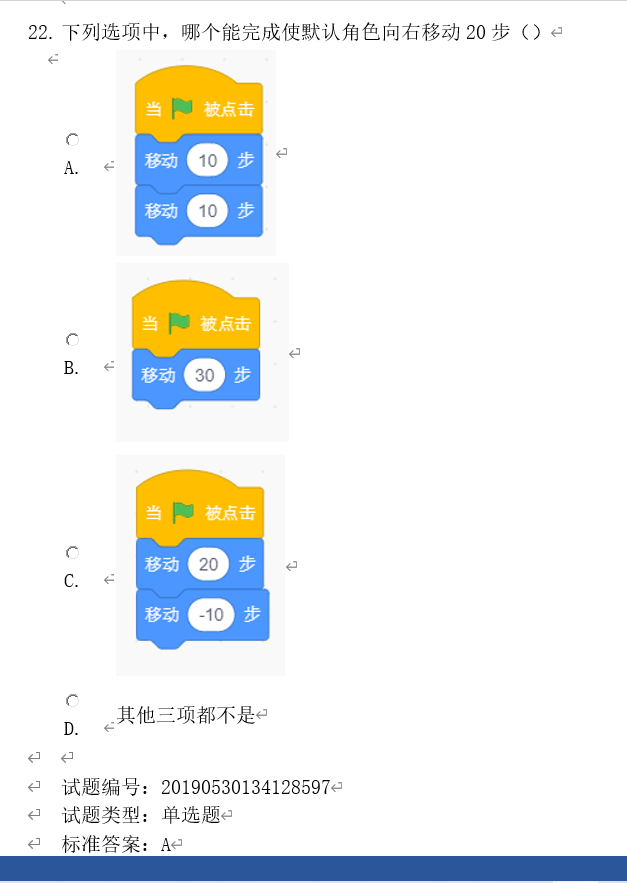 22. 下列选项中，哪个能完成使默认角色向右移动 20 步（）
当 被点击
移动 10 步
移动 10 步
A.
当 被点击
移动 30 步
B.
当 被点击
移动 20 步
移动 -10 步
C.
其他三项都不是
D.
试题编号：20190530134128597
试题类型：单选题
标准答案：A